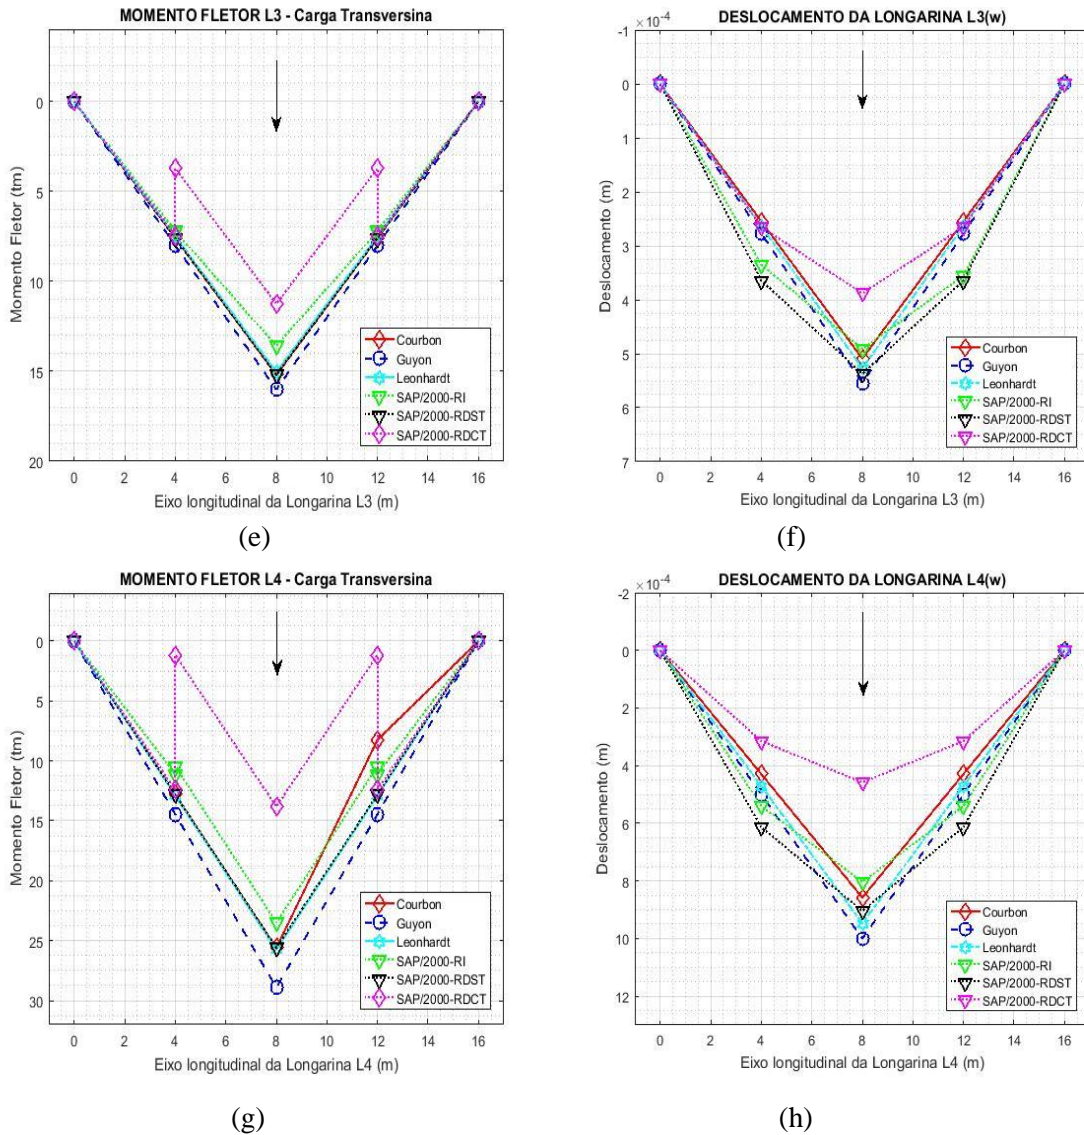 MOMENTO FLETOR L3 - Carga Transversina
0
5
10
15
20
Momento Fletor (tm)
0 2 4 6 8 10 12 14 16
Eixo longitudinal da Longarina L3 (m)
Courbon
Guyon
Leonhardt
SAP/2000-RI
SAP/2000-RDST
SAP/2000-RDCT
(e)
DESLOCAMENTO DA LONGARINA L3(w)
×10⁻⁴
-1
0
1
2
3
4
5
6
7
Deslocamento (m)
0 2 4 6 8 10 12 14 16
Eixo longitudinal da Longarina L3 (m)
Courbon
Guyon
Leonhardt
SAP/2000-RI
SAP/2000-RDST
SAP/2000-RDCT
(f)
MOMENTO FLETOR L4 - Carga Transversina
0
5
10
15
20
25
30
Momento Fletor (tm)
0 2 4 6 8 10 12 14 16
Eixo longitudinal da Longarina L4 (m)
Courbon
Guyon
Leonhardt
SAP/2000-RI
SAP/2000-RDST
SAP/2000-RDCT
(g)
DESLOCAMENTO DA LONGARINA L4(w)
×10⁻⁴
-2
0
2
4
6
8
10
12
Deslocamento (m)
0 2 4 6 8 10 12 14 16
Eixo longitudinal da Longarina L4 (m)
Courbon
Guyon
Leonhardt
SAP/2000-RI
SAP/2000-RDST
SAP/2000-RDCT
(h)